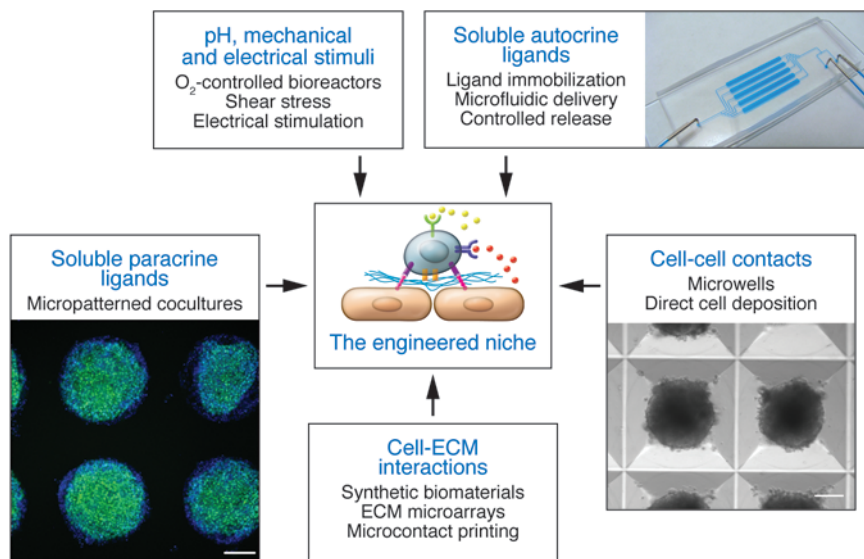 pH, mechanical
and electrical stimuli
O₂-controlled bioreactors
Shear stress
Electrical stimulation
Soluble autocrine
ligands
Ligand immobilization
Microfluidic delivery
Controlled release
Soluble paracrine
ligands
Micropatterned cocultures
The engineered niche
Cell-cell contacts
Microwells
Direct cell deposition
Cell-ECM
interactions
Synthetic biomaterials
ECM microarrays
Microcontact printing